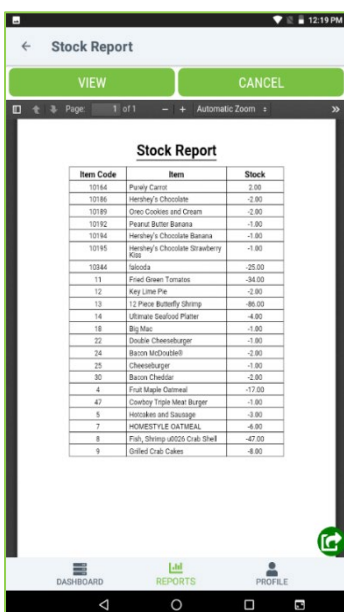 12:19 PM
Stock Report
VIEW CANCEL
Page: 1 of 1 − + Automatic Zoom
Stock Report
Item Code Item Stock
10164 Purely Carrot 2.00
10186 Hershey's Chocolate -2.00
10189 Oreo Cookies and Cream -2.00
10192 Peanut Butter Banana -1.00
10194 Hershey's Chocolate Banana -1.00
10195 Hershey's Chocolate Strawberry -1.00
Kiss
10344 falooda -25.00
11 Fried Green Tomatos -34.00
12 Key Lime Pie -2.00
13 12 Piece Butterfly Shrimp -86.00
14 Ultimate Seafood Platter -4.00
18 Big Mac -1.00
22 Double Cheeseburger -1.00
24 Bacon McDoublell -2.00
25 Cheeseburger -1.00
30 Bacon Cheddar -2.00
4 Fruit Maple Oatmeal -17.00
47 Cowboy Triple Meat Burger -1.00
5 Hotcakes and Sausage -3.00
7 HOMESTYLE OATMEAL -6.00
8 Fish, Shrimp u0026 Crab Shell -47.00
9 Grilled Crab Cakes -8.00
DASHBOARD REPORTS PROFILE